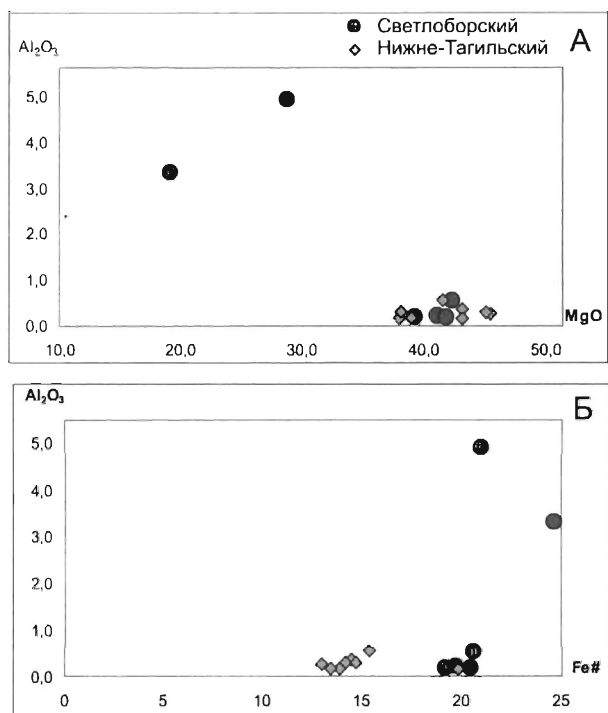 Светлоборский
Нижне-Тагильский
А
Al₂O₃
5,0
4,0
3,0
2.0
1,0
0,0
MgO
10,0 20,0 30,0 40,0 50,0
Al₂O₃
Б
5,0
4,0
3,0
2,0
1,0
0,0
Fe#
0 5 10 15 20 25